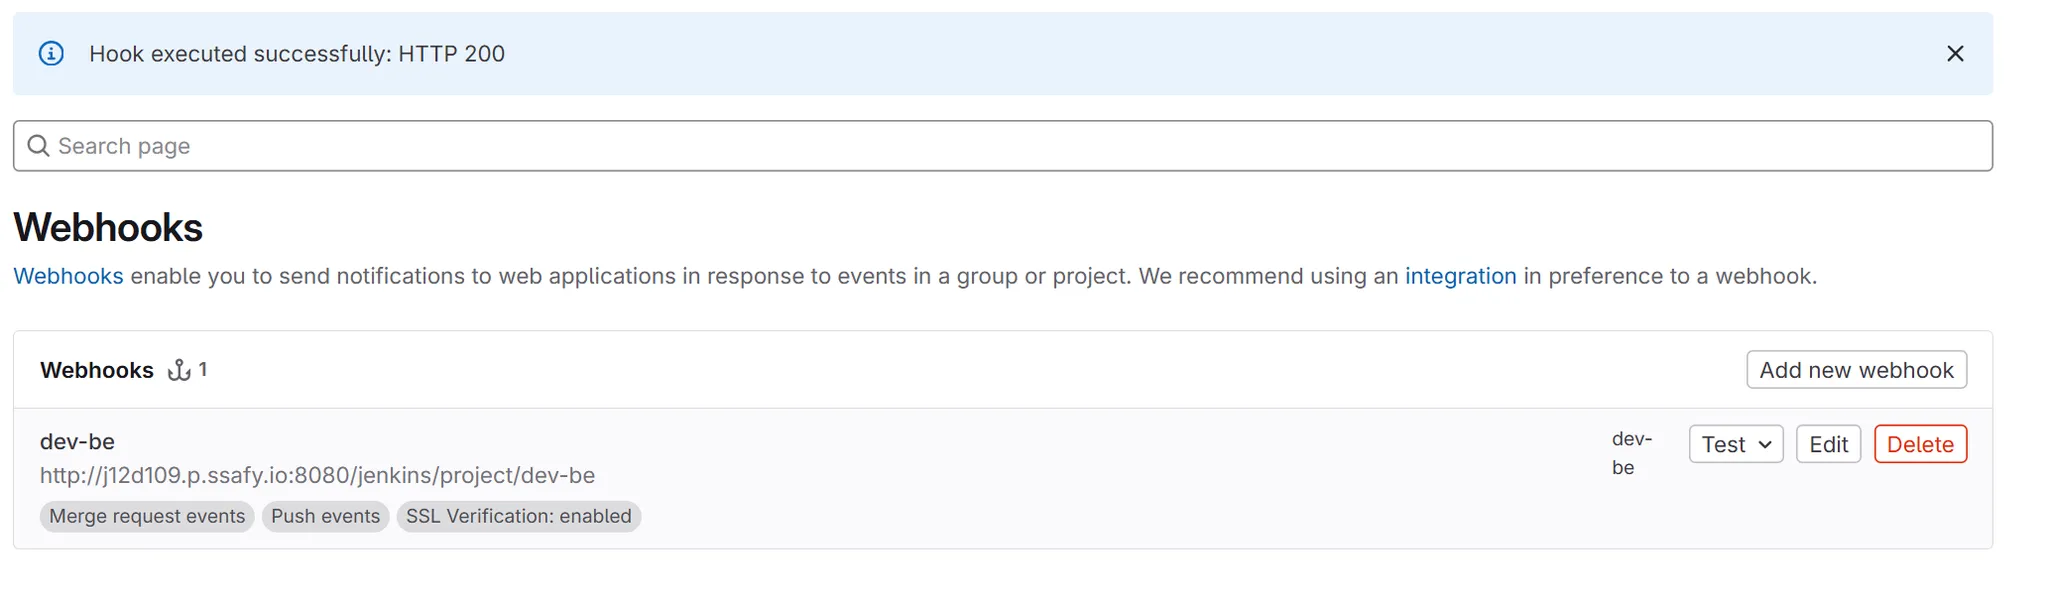 Hook executed successfully: HTTP 200
Search page
Webhooks
Webhooks enable you to send notifications to web applications in response to events in a group or project. We recommend using an integration in preference to a webhook.
Webhooks 1
Add new webhook
dev-be
http://j12d109.p.ssafy.io:8080/jenkins/project/dev-be
Merge request events Push events SSL Verification: enabled
dev-
be
Test Edit Delete